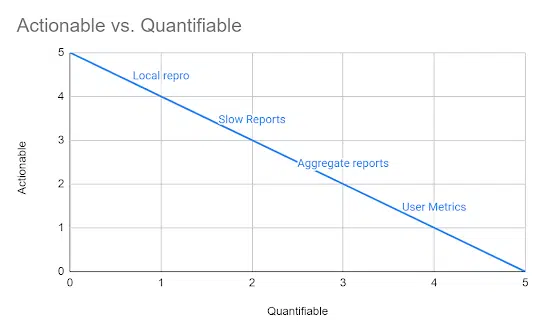 Actionable vs. Quantifiable
5
Local repro
4
Slow Reports
3
Aggregate reports
2
User Metrics
1
0
Actionable
0 1 2 3 4 5
Quantifiable